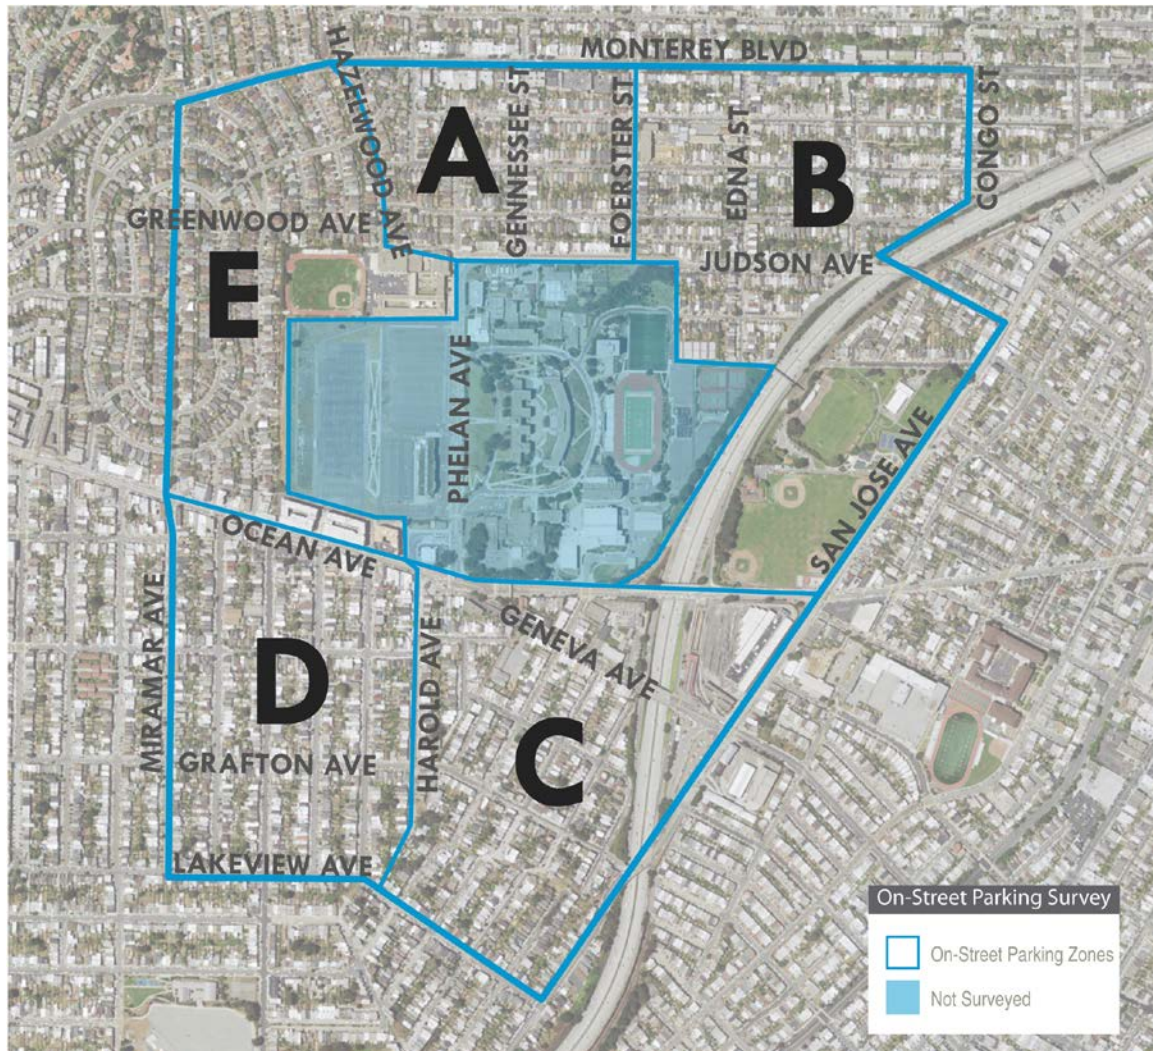 MONTEREY BLVD
HAZELWOOD AVE
A
GENNESSEE ST
FOERSTER ST
EDNA ST
B
CONGO ST
GREENWOOD AVE
E
JUDSON AVE
PHELAN AVE
SAN JOSE AVE
OCEAN AVE
MIRAMAR AVE
D
HAROLD AVE
GENEVA AVE
C
GRAFTON AVE
LAKEVIEW AVE
On-Street Parking Survey
On-Street Parking Zones
Not Surveyed